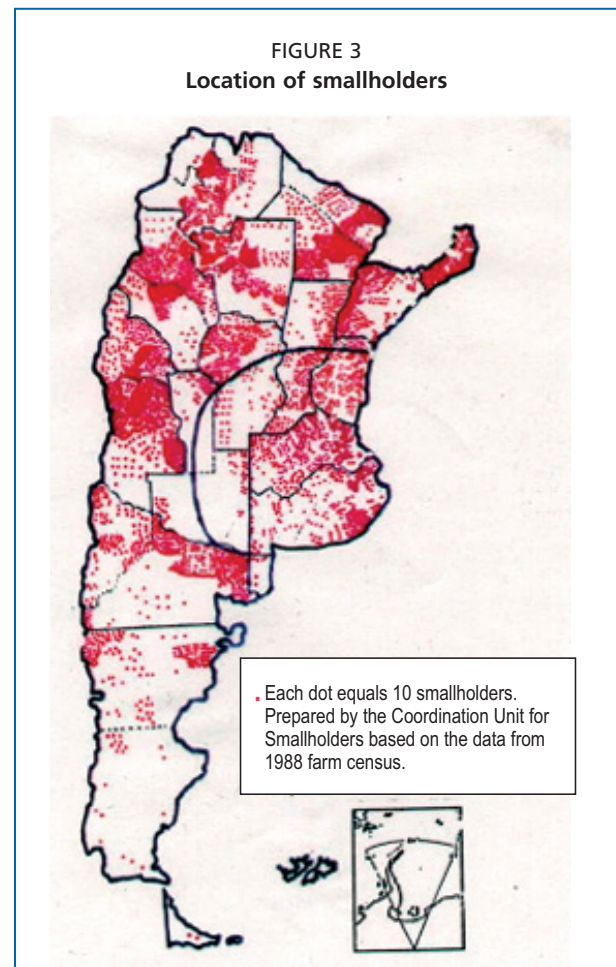 FIGURE 3
Location of smallholders
Each dot equals 10 smallholders.
Prepared by the Coordination Unit for
Smallholders based on the data from
1988 farm census.